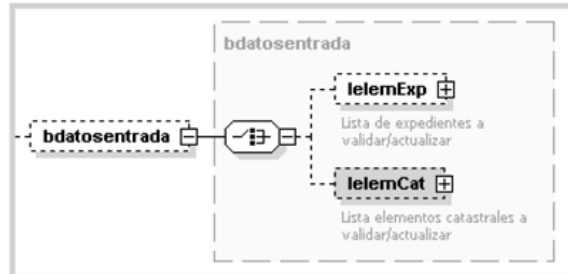 bdatosentrada
lelemExp
Lista de expedientes a
validar/actualizar
bdatosentrada
lelemCat
Lista elementos catastrales a
validar/actualizar